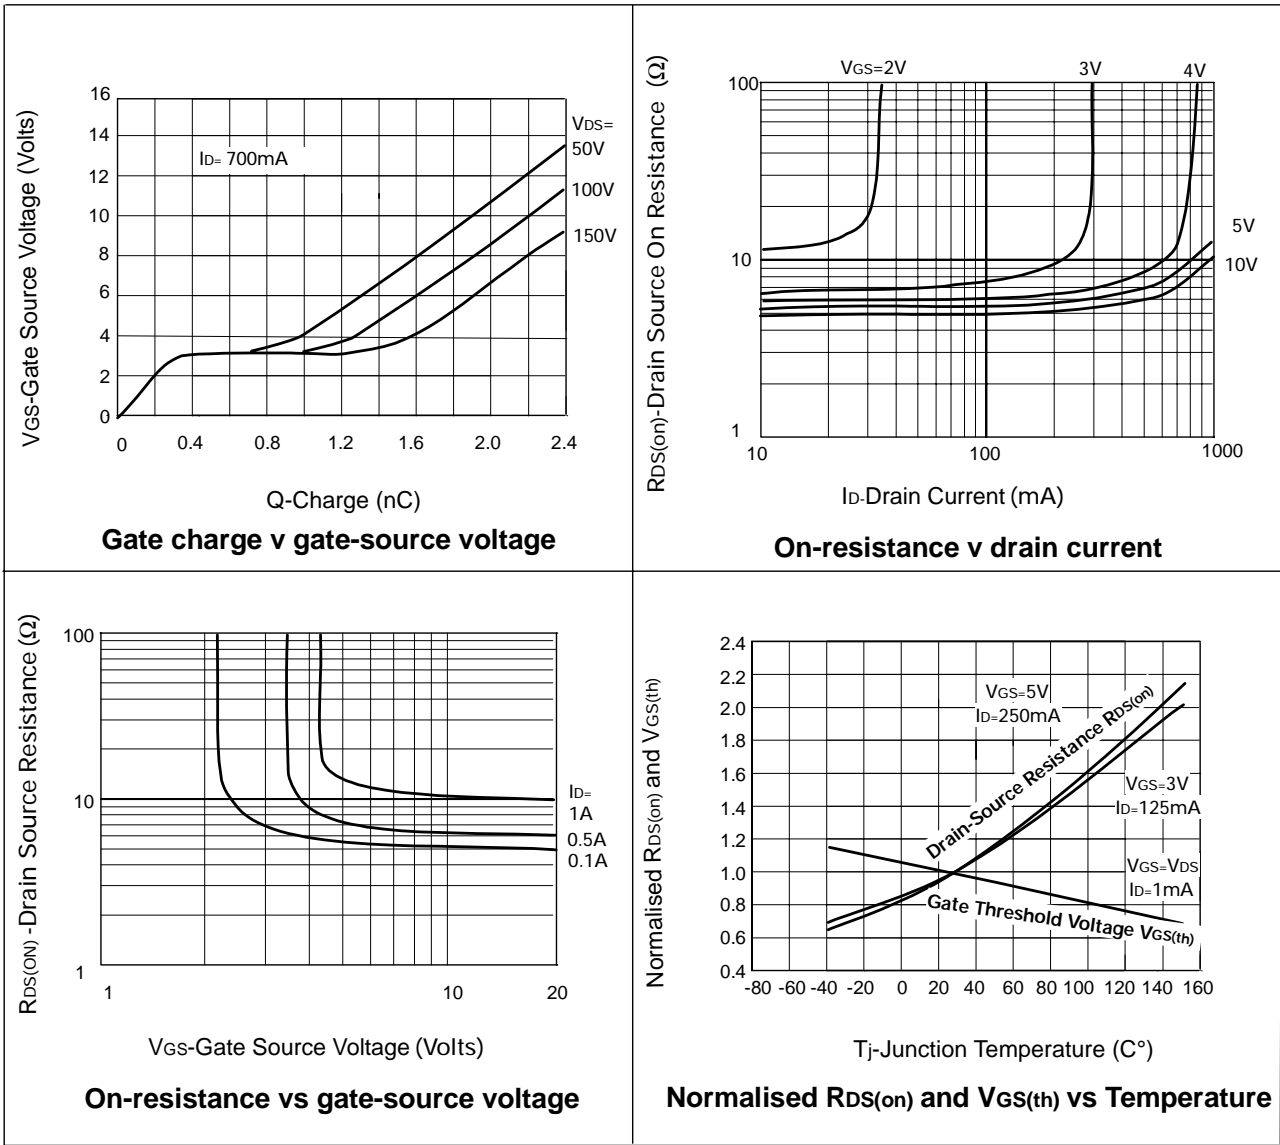 VGS-Gate Source Voltage (Volts)
16
14
12
10
8
6
4
2
0
ID= 700mA
VDS=
50V
100V
150V
0 0.4 0.8 1.2 1.6 2.0 2.4
Q-Charge (nC)
Gate charge v gate-source voltage
RDS(on)-Drain Source On Resistance (Ω)
VGS=2V 3V 4V
5V
10V
100
10
1
10 100 1000
ID-Drain Current (mA)
On-resistance v drain current
RDS(ON) -Drain Source Resistance (Ω)
100
10
1
ID=
1A
0.5A
0.1A
1 10 20
VGS-Gate Source Voltage (Volts)
On-resistance vs gate-source voltage
Normalised RDS(on) and VGS(th)
2.4
2.2
2.0
1.8
1.6
1.4
1.2
1.0
0.8
0.6
0.4
VGS=5V
ID=250mA
Drain-Source Resistance RDS(on)
VGS=3V
ID=125mA
VGS=VDS
ID=1mA
Gate Threshold Voltage VGS(th)
-80 -60 -40 -20 0 20 40 60 80 100 120 140 160
Tj-Junction Temperature (C°)
Normalised RDS(on) and VGS(th) vs Temperature